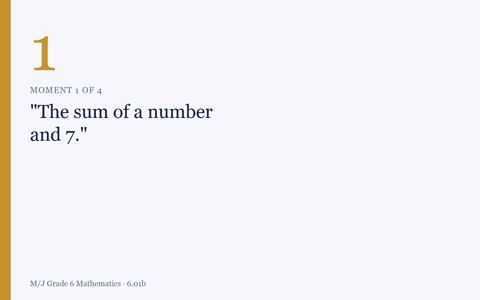 1
MOMENT 1 OF 4
"The sum of a number
and 7."
M/J Grade 6 Mathematics · 6.01b